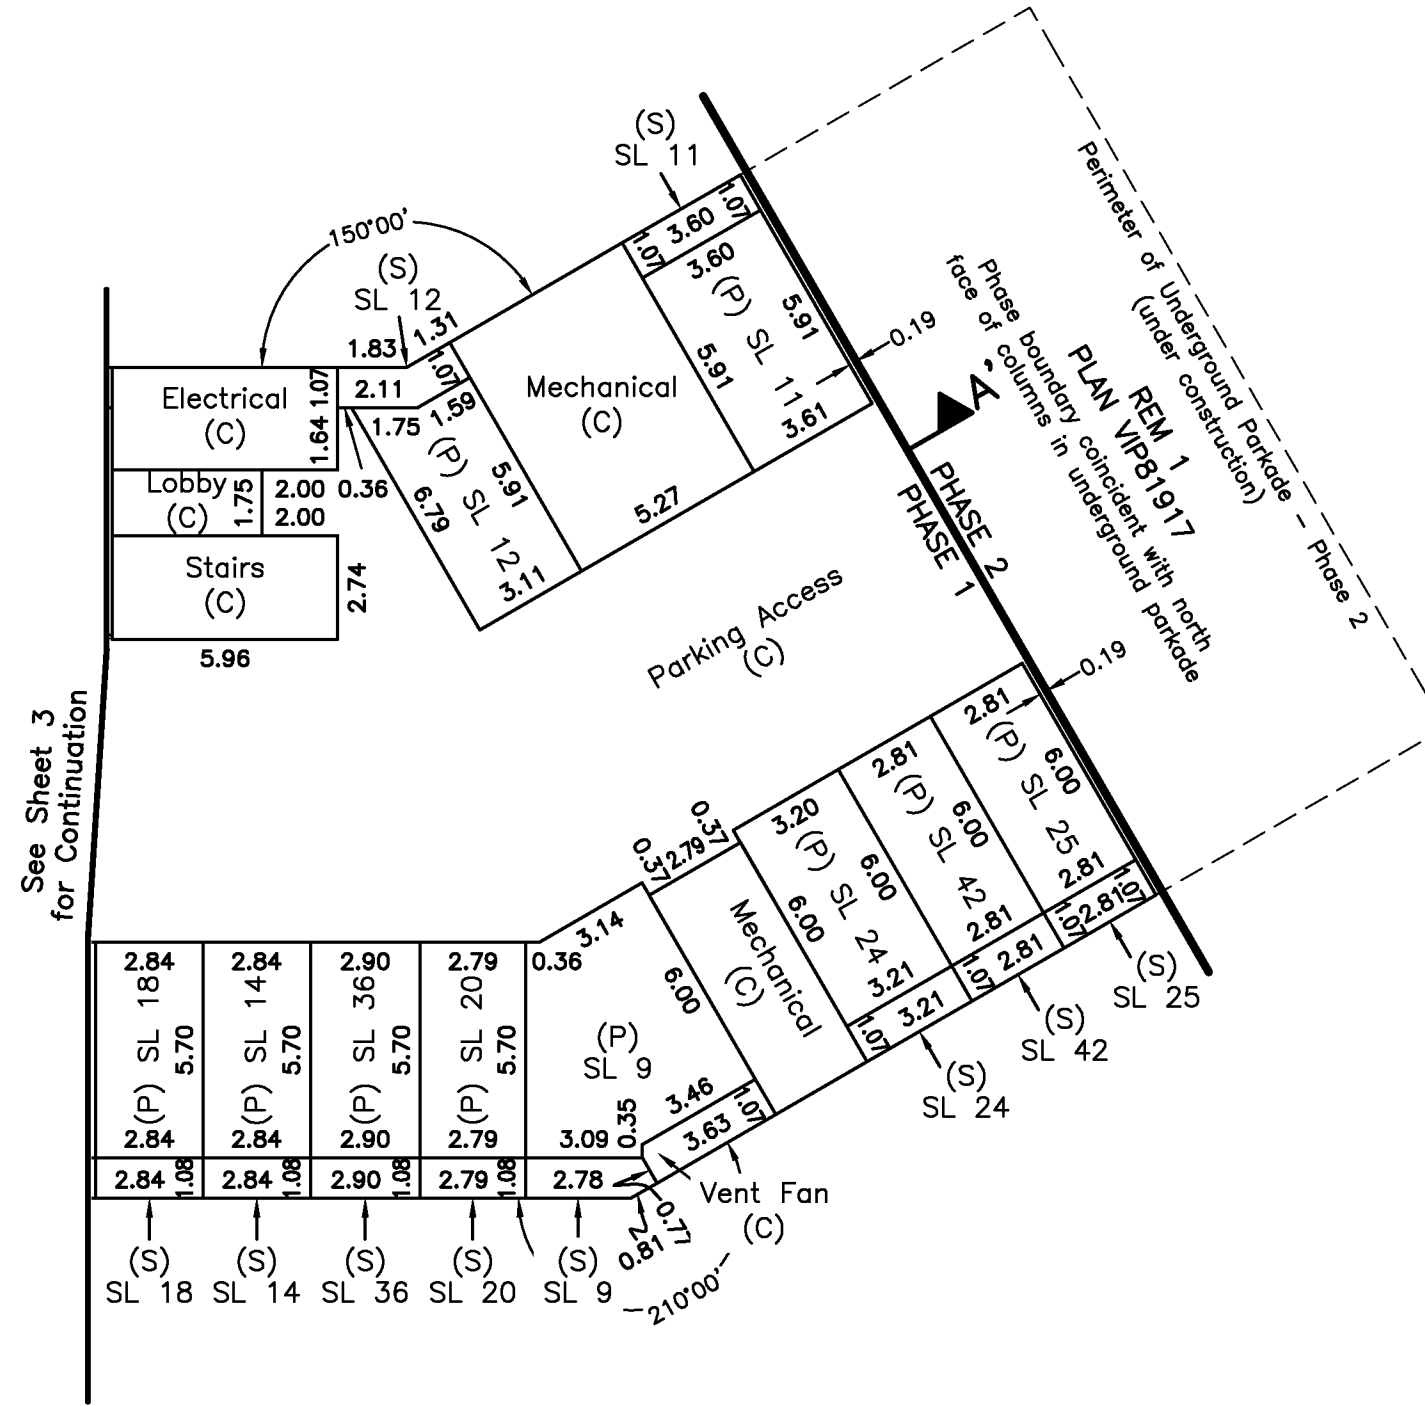 (S)
SL 11
150°00'
(S)
SL 12
1.07
3.60
1.07
3.60
(P) SL 11
5.91
5.91
3.61
0.19
1.31
1.83
1.07
2.11
1.75
1.59
Electrical
(C)
1.07
1.64
Mechanical
(C)
5.27
(P) SL 12
5.91
6.79
3.11
Lobby
(C)
1.75
2.00
0.36
2.00
Stairs
(C)
2.74
5.96
A'
Perimeter of Underground Parkade - Phase 2
(under construction)
REM 1
PLAN VIP81917
Phase boundary coincident with north
face of columns in underground parkade
PHASE 2
PHASE 1
Parking Access
(C)
0.19
See Sheet 3
for Continuation
2.81
(P) SL 25
6.00
2.81
1.07
2.81
1.07
2.81
(P) SL 42
6.00
2.81
1.07
2.81
3.20
(P) SL 24
6.00
6.00
3.21
1.07
3.21
0.37
2.79
0.37
Mechanical
(C)
3.14
0.36
6.00
(P)
SL 9
3.46
1.07
3.63
3.09
0.35
2.84
(P) SL 18
5.70
2.84
2.84
1.08
2.84
(P) SL 14
5.70
2.84
2.84
1.08
2.90
(P) SL 36
5.70
2.90
2.90
1.08
2.79
(P) SL 20
5.70
2.79
2.79
1.08
2.78
0.77
0.81
Vent Fan
(C)
210°00'
(S)
SL 18
(S)
SL 14
(S)
SL 36
(S)
SL 20
(S)
SL 9
(S)
SL 24
(S)
SL 42
(S)
SL 25